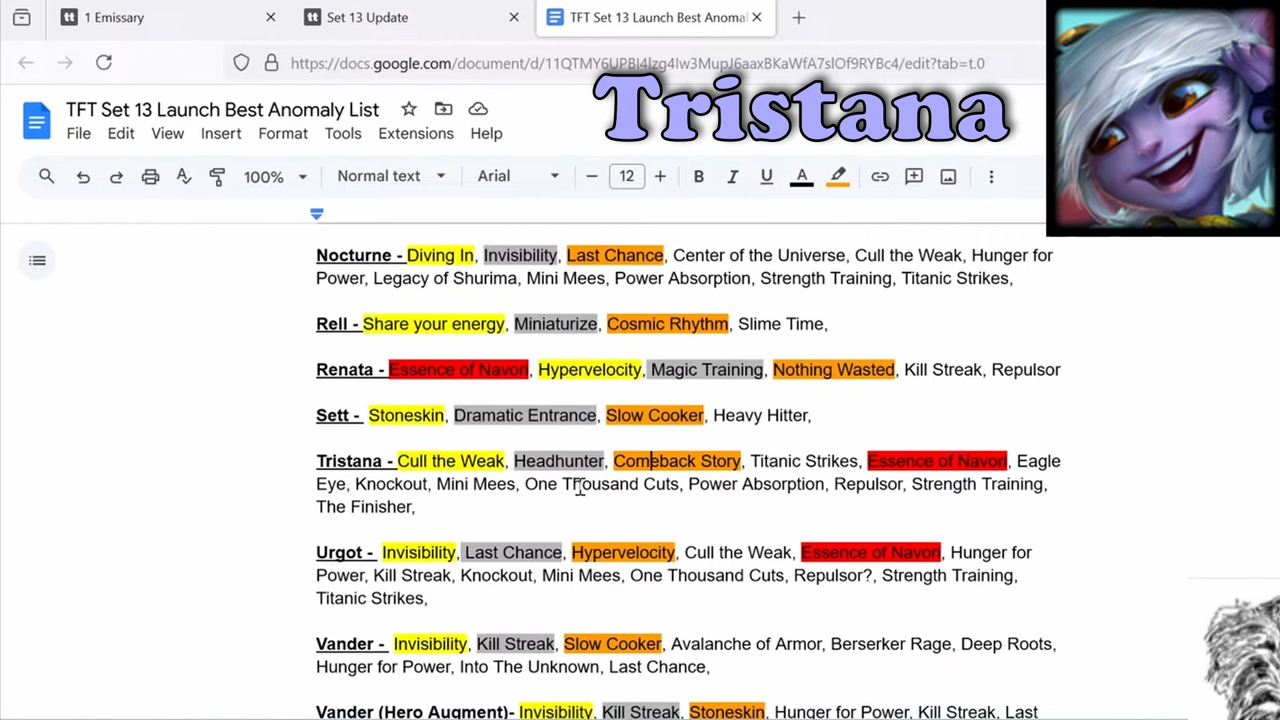 1 Emissary
Set 13 Update
TFT Set 13 Launch Best Anomal
Tristana
TFT Set 13 Launch Best Anomaly List
File Edit View Insert Format Tools Extensions Help
100% Normal text Arial 12 B I U A
Nocturne - Diving In, Invisibility, Last Chance, Center of the Universe, Cull the Weak, Hunger for
Power, Legacy of Shurima, Mini Mees, Power Absorption, Strength Training, Titanic Strikes,
Rell - Share your energy, Miniaturize, Cosmic Rhythm, Slime Time,
Renata - Essence of Navori, Hypervelocity, Magic Training, Nothing Wasted, Kill Streak, Repulsor
Sett - Stoneskin, Dramatic Entrance, Slow Cooker, Heavy Hitter,
Tristana - Cull the Weak, Headhunter, Comeback Story, Titanic Strikes, Essence of Navori, Eagle
Eye, Knockout, Mini Mees, One Thousand Cuts, Power Absorption, Repulsor, Strength Training,
The Finisher,
Urgot - Invisibility, Last Chance, Hypervelocity, Cull the Weak, Essence of Navori, Hunger for
Power, Kill Streak, Knockout, Mini Mees, One Thousand Cuts, Repulsor?, Strength Training,
Titanic Strikes,
Vander - Invisibility, Kill Streak, Slow Cooker, Avalanche of Armor, Berserker Rage, Deep Roots,
Hunger for Power, Into The Unknown, Last Chance,
Vander (Hero Augment)- Invisibility, Kill Streak, Stoneskin, Hunger for Power, Kill Streak, Last